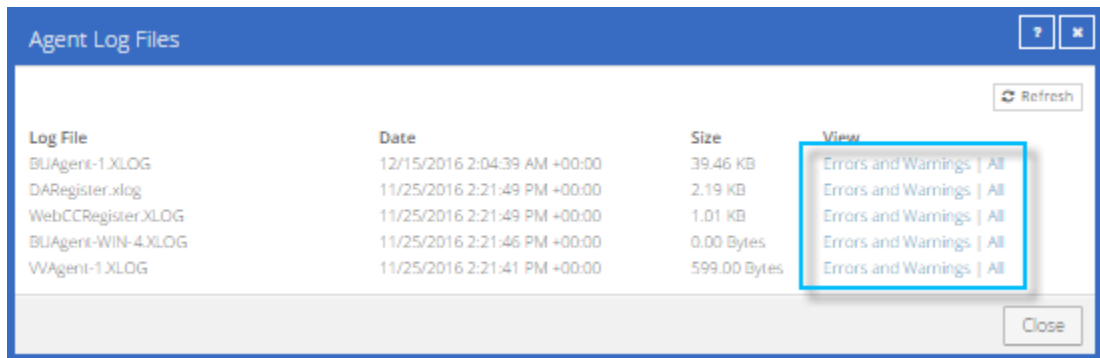 Agent Log Files
? ×
Refresh
Log File Date Size View
BUAgent-1.XLOG 12/15/2016 2:04:39 AM +00:00 39.46 KB Errors and Warnings | All
DARegister.xlog 11/25/2016 2:21:49 PM +00:00 2.19 KB Errors and Warnings | All
WebCCRegister.XLOG 11/25/2016 2:21:49 PM +00:00 1.01 KB Errors and Warnings | All
BUAgent-WIN-4.XLOG 11/25/2016 2:21:46 PM +00:00 0.00 Bytes Errors and Warnings | All
VVAgent-1.XLOG 11/25/2016 2:21:41 PM +00:00 599.00 Bytes Errors and Warnings | All
Close